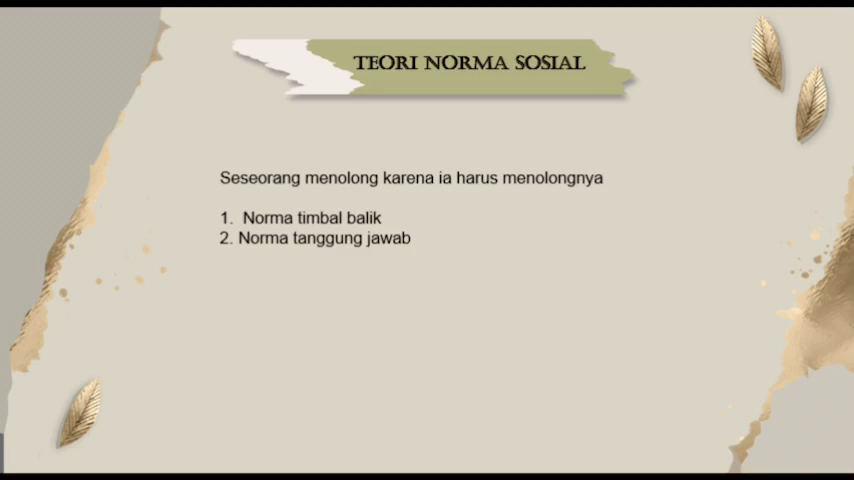 TEORI NORMA SOSIAL
Seseorang menolong karena ia harus menolongnya
1. Norma timbal balik
2. Norma tanggung jawab